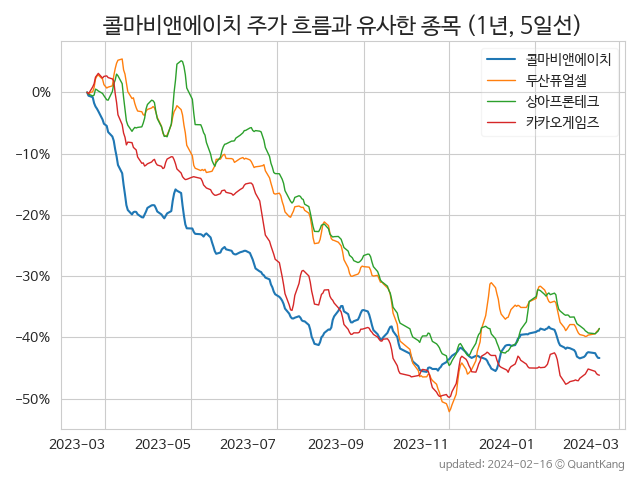 콜마비앤에이치 주가 흐름과 유사한 종목 (1년, 5일선)
콜마비앤에이치
두산퓨얼셀
상아프론테크
카카오게임즈
0%
−10%
−20%
−30%
−40%
−50%
2023-03
2023-05
2023-07
2023-09
2023-11
2024-01
2024-03
updated: 2024-02-16 © QuantKang